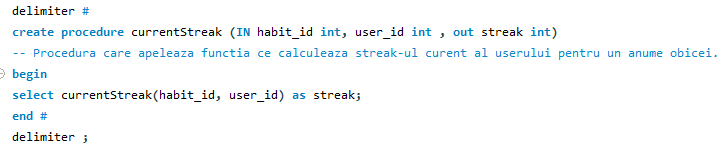 delimiter #
create procedure currentStreak (IN habit_id int, user_id int , out streak int)
-- Procedura care apeleaza functia ce calculeaza streak-ul curent al userului pentru un anume obicei.
begin
select currentStreak(habit_id, user_id) as streak;
end #
delimiter ;